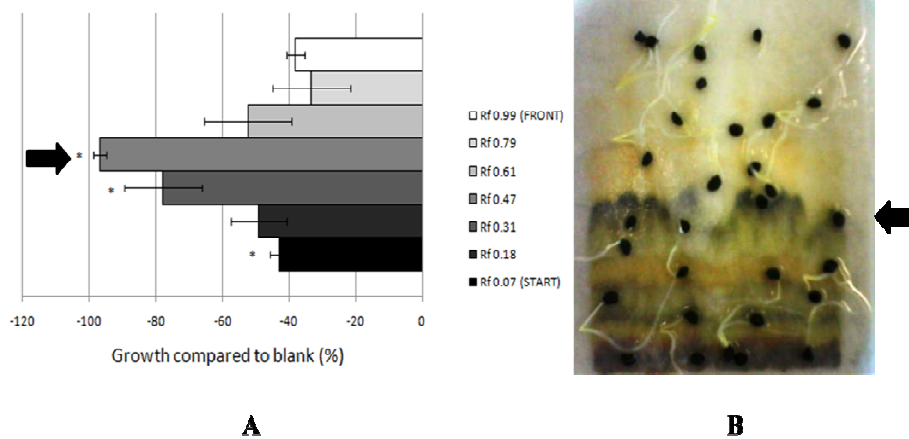 *
*
*
Rf 0.99 (FRONT)
Rf 0.79
Rf 0.61
Rf 0.47
Rf 0.31
Rf 0.18
Rf 0.07 (START)
-120 -100 -80 -60 -40 -20 0
Growth compared to blank (%)
A B